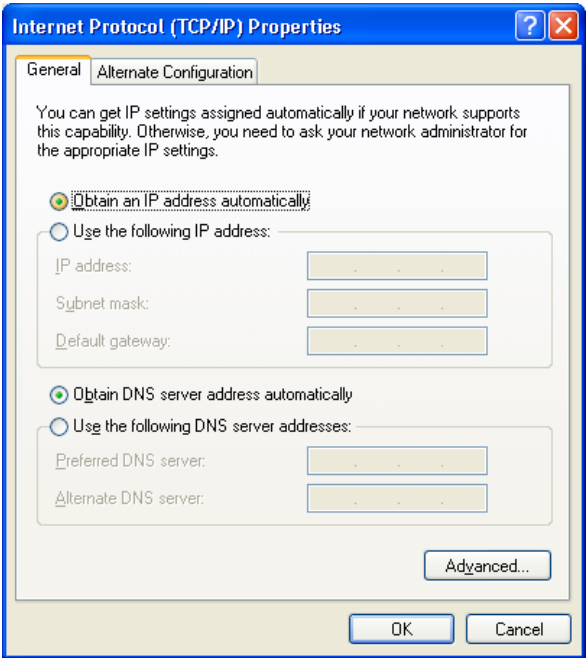 Internet Protocol (TCP/IP) Properties
General
Alternate Configuration
You can get IP settings assigned automatically if your network supports
this capability. Otherwise, you need to ask your network administrator for
the appropriate IP settings.
Obtain an IP address automatically
Use the following IP address:
IP address:
Subnet mask:
Default gateway:
Obtain DNS server address automatically
Use the following DNS server addresses:
Preferred DNS server:
Alternate DNS server:
Advanced...
OK
Cancel